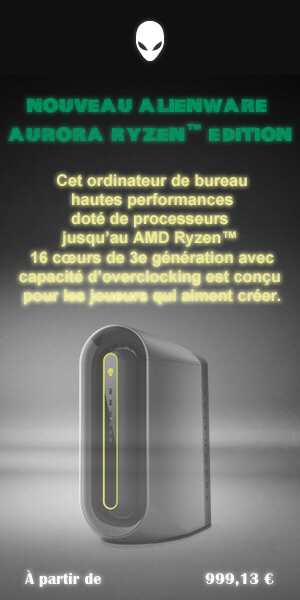 NOUVEAU ALIENWARE
AURORA RYZEN™ EDITION
Cet ordinateur de bureau
hautes performances
doté de processeurs
jusqu’au AMD Ryzen™
16 cœurs de 3e génération avec
capacité d’overclocking est conçu
pour les joueurs qui aiment créer.
À partir de 999,13 €